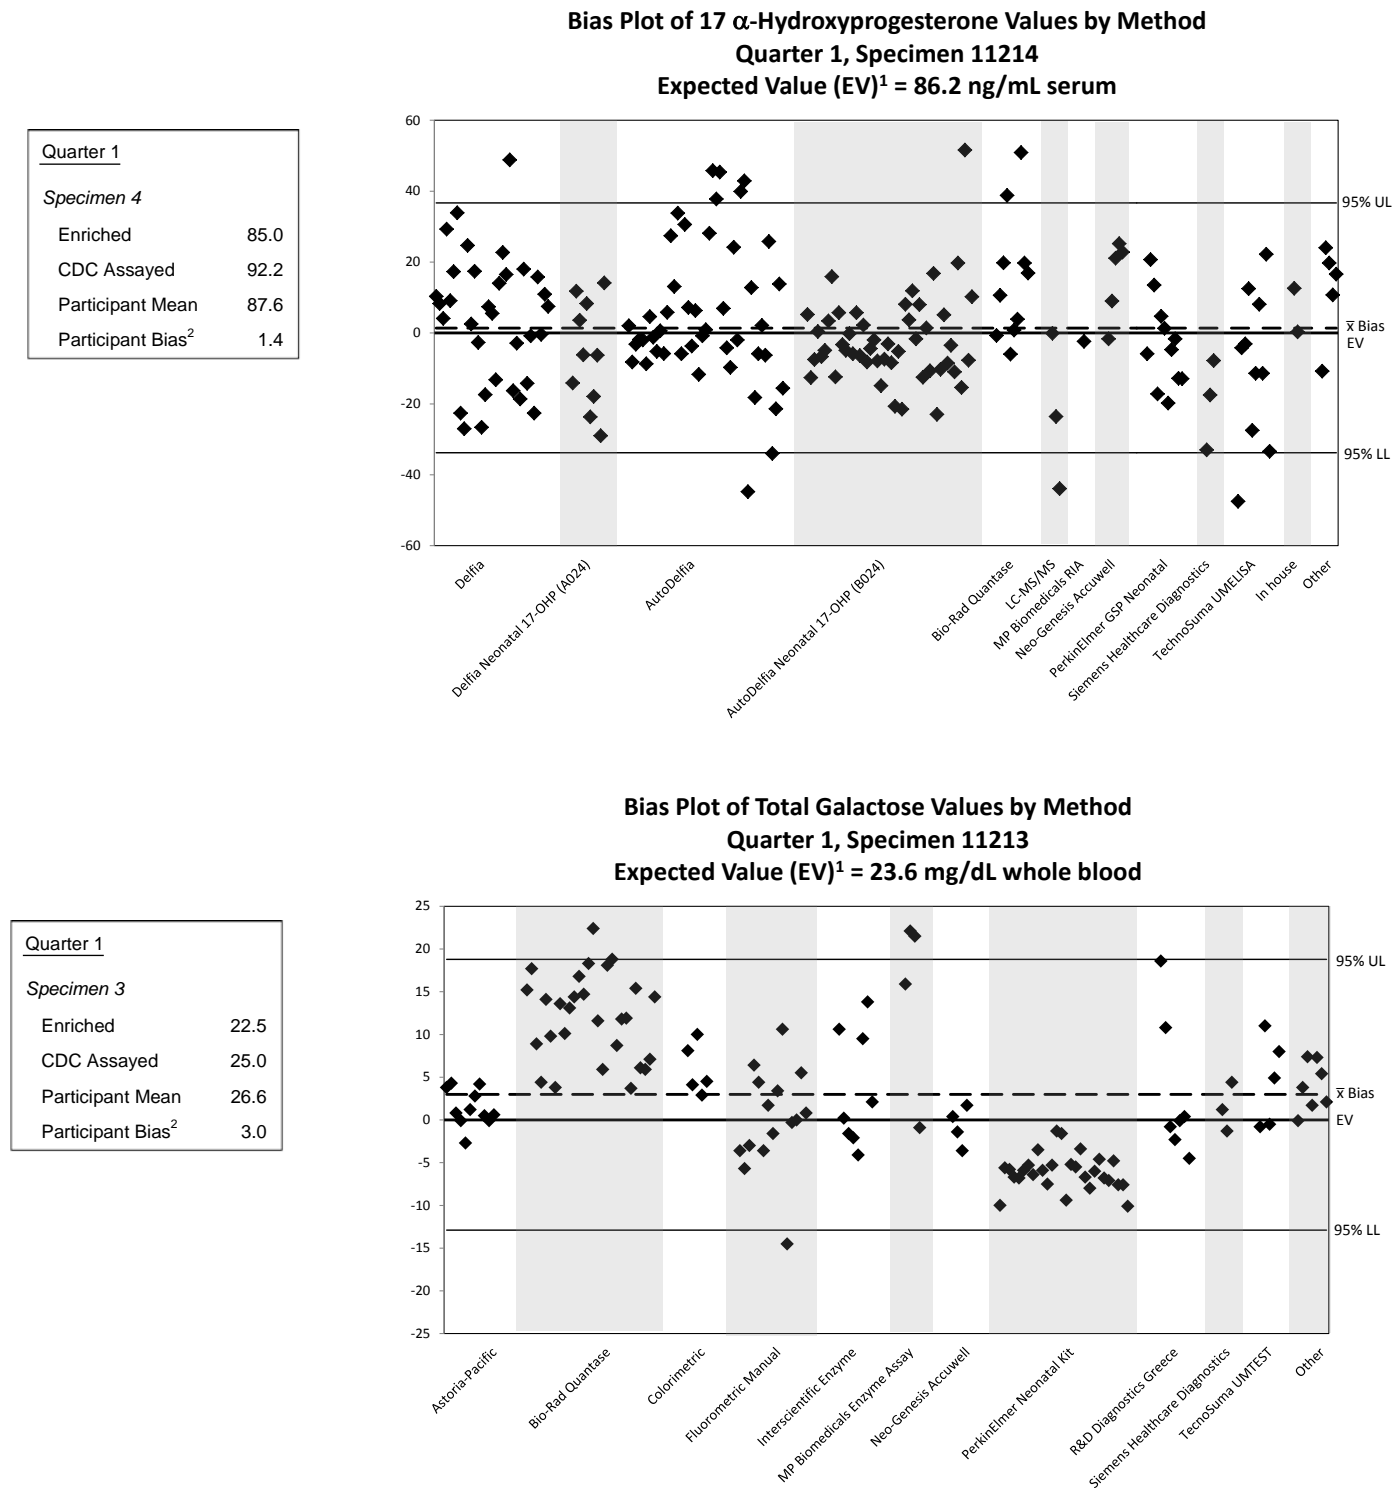 Bias Plot of 17 α-Hydroxyprogesterone Values by Method
Quarter 1, Specimen 11214
Expected Value (EV)¹ = 86.2 ng/mL serum
Quarter 1
Specimen 4
Enriched 85.0
CDC Assayed 92.2
Participant Mean 87.6
Participant Bias² 1.4
60
40
20
0
-20
-40
-60
95% UL
x̅ Bias
EV
95% LL
Delfia
Delfia Neonatal 17-OHP (A024)
AutoDelfia
AutoDelfia Neonatal 17-OHP (B024)
Bio-Rad Quantase
LC-MS/MS
MP Biomedicals RIA
Neo-Genesis Accuwell
PerkinElmer GSP Neonatal
Siemens Healthcare Diagnostics
TechnoSuma UMELISA
In house
Other
Bias Plot of Total Galactose Values by Method
Quarter 1, Specimen 11213
Expected Value (EV)¹ = 23.6 mg/dL whole blood
Quarter 1
Specimen 3
Enriched 22.5
CDC Assayed 25.0
Participant Mean 26.6
Participant Bias² 3.0
25
20
15
10
5
0
-5
-10
-15
-20
-25
95% UL
x̅ Bias
EV
95% LL
Astoria-Pacific
Bio-Rad Quantase
Colorimetric
Fluorometric Manual
Interscientific Enzyme
MP Biomedicals Enzyme Assay
Neo-Genesis Accuwell
PerkinElmer Neonatal Kit
R&D Diagnostics Greece
Siemens Healthcare Diagnostics
TecnoSuma UMTEST
Other